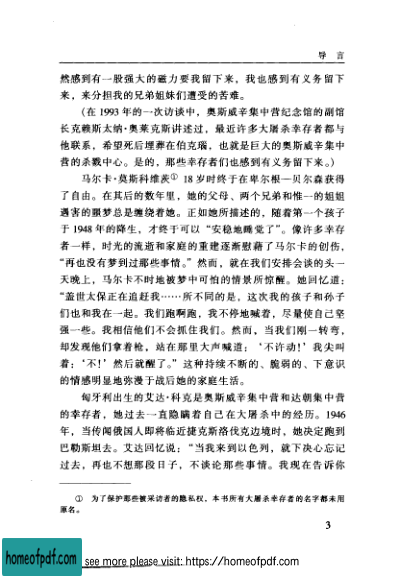 导 言
然感到有一股强大的磁力要我留下来，我也感到有义务留下
来，来分担我的兄弟姐妹们遭受的苦难。
(在 1993 年的一次访谈中，奥斯威辛集中营纪念馆的副馆
长克赖斯太纳·奥莱克斯讲述过，最近许多大屠杀幸存者都与
他联系，希望死后埋葬在伯克瑙，也就是巨大的奥斯威辛集中
营的杀戮中心。是的，那些幸存者们也感到有义务留下来。)
马尔卡·莫斯科维茨① 18 岁时终于在卑尔根—贝尔森获得
了自由。在其后的数年里，她的父母、两个兄弟和惟一的姐姐
遇害的噩梦总是缠绕着她。正如她所描述的，随着第一个孩子
于 1948 年的降生，才终于可以“安稳地睡觉了”。像许多幸存
者一样，时光的流逝和家庭的重建逐渐慰藉了马尔卡的创伤，
“再也没有梦到过那些事情。”然而，就在我们安排会谈的头一
天晚上，马尔卡不时地被梦中可怕的情景所惊醒。她回忆道：
“盖世太保正在追赶我……所不同的是，这次我的孩子和孙子
们也和我在一起。我们跑啊跑，我不停地喊着，尽量使自己坚
强一些。我相信他们不会抓住我们。然而、当我们刚一转弯，
却发现他们拿着枪，站在那里大声喊道：‘不许动！’我尖叫
着：‘不！’然后就醒了。”这种持续不断的、脆弱的、下意识
的情感明显地弥漫于战后她的家庭生活。
匈牙利出生的艾达·科克是奥斯威辛集中营和达朝集中营
的幸存者，她过去一直隐瞒着自己在大屠杀中的经历。1946
年，当传闻俄国人即将临近捷克斯洛伐克边境时，她决定跑到
巴勒斯坦去。艾达回忆说：“当我来到以色列，就下决心忘记
过去，再也不想那段日子，不谈论那些事情。我现在告诉你
① 为了保护那些被采访者的隐私权，本书所有大屠杀幸存者的名字都未用
原名。
3
homeofpdf.com
see more please visit: https://homeofpdf.com